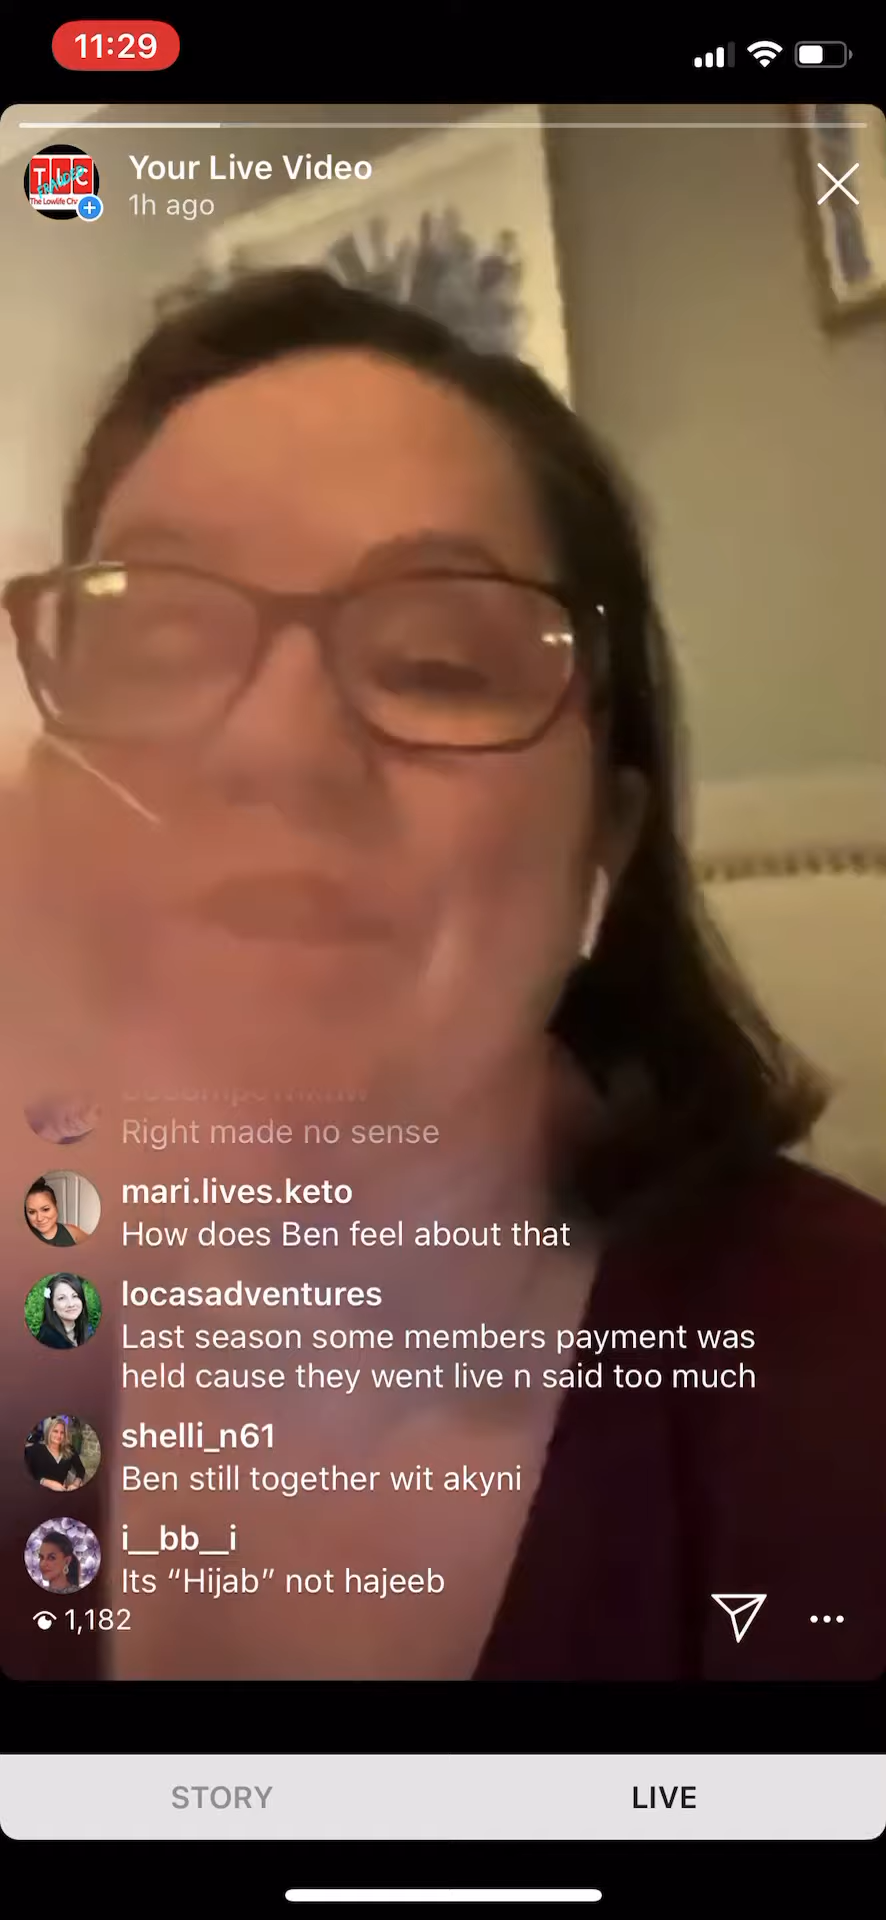 11:29
Your Live Video
1h ago
TLC
FRAUDED
Right made no sense
mari.lives.keto
How does Ben feel about that
locasadventures
Last season some members payment was
held cause they went live n said too much
shelli_n61
Ben still together wit akyni
i__bb__i
Its “Hijab” not hajeeb
1,182
STORY
LIVE